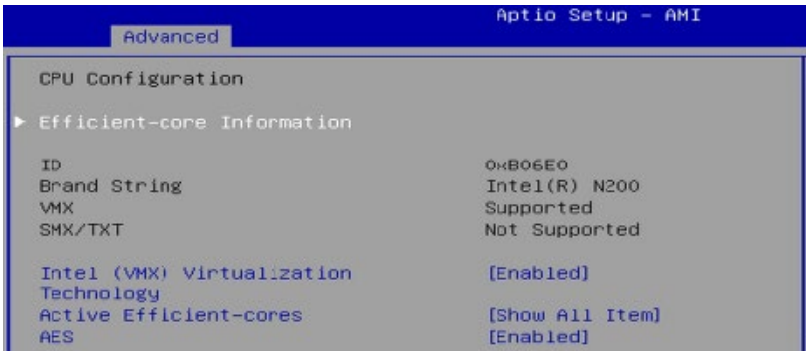 Aptio Setup - AMI
Advanced
CPU Configuration
Efficient-core Information
ID 0xB06E0
Brand String Intel(R) N200
VMX Supported
SMX/TXT Not Supported
Intel (VMX) Virtualization [Enabled]
Technology
Active Efficient-cores [Show All Item]
AES [Enabled]